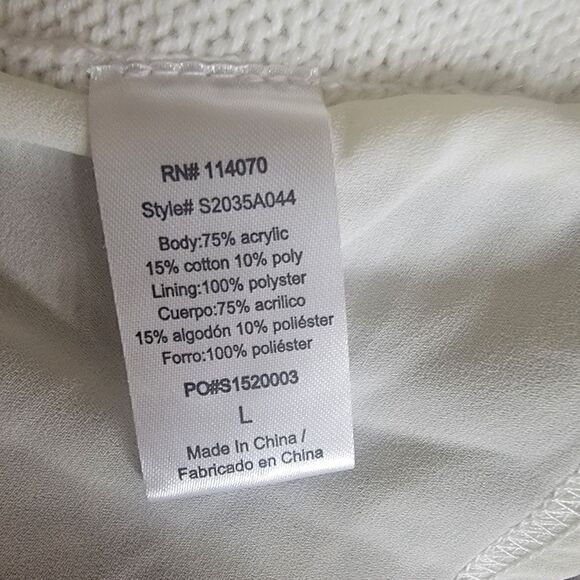 RN# 114070
Style# S2035A044
Body:75% acrylic
15% cotton 10% poly
Lining:100% polyster
Cuerpo:75% acrilico
15% algodón 10% poliéster
Forro:100% poliéster
PO#S1520003
L
Made In China /
Fabricado en China